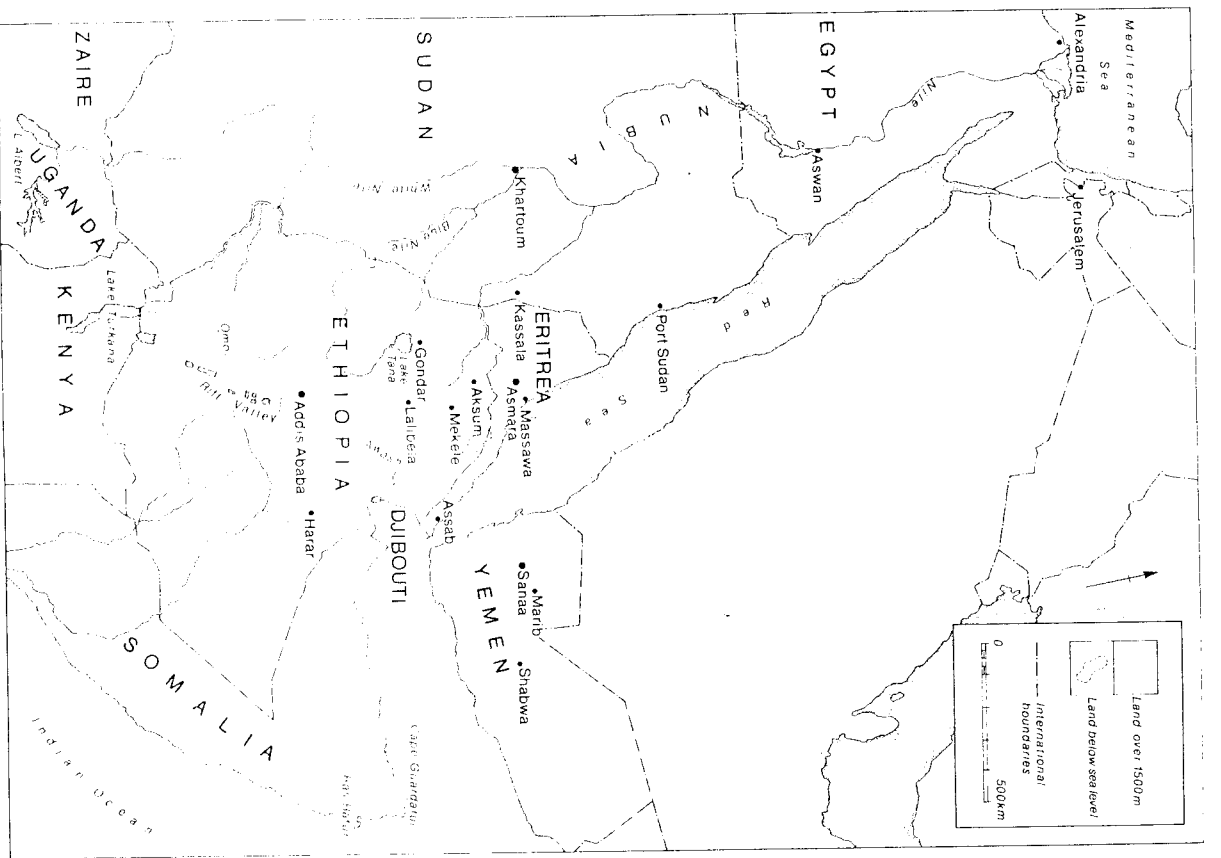 Mediterranean
Sea
Alexandria
Jerusalem
EGYPT
Nile
Aswan
NUBIA
Red
Sea
Port Sudan
SUDAN
Khartoum
White Nile
Blue Nile
Kassala
ERITREA
Massawa
Asmara
Aksum
Mekele
Gondar
Lake
Tana
Lalibela
Assab
DJIBOUTI
ETHIOPIA
Addis Ababa
Harar
Omo
Rift Valley
YEMEN
Marib
Sanaa
Shabwa
ZAIRE
UGANDA
L Albert
KENYA
Lake Turkana
SOMALIA
Cape Guardafui
Ras Hafun
Indian Ocean
Land over 1500m
Land below sea level
International
boundaries
0
500km